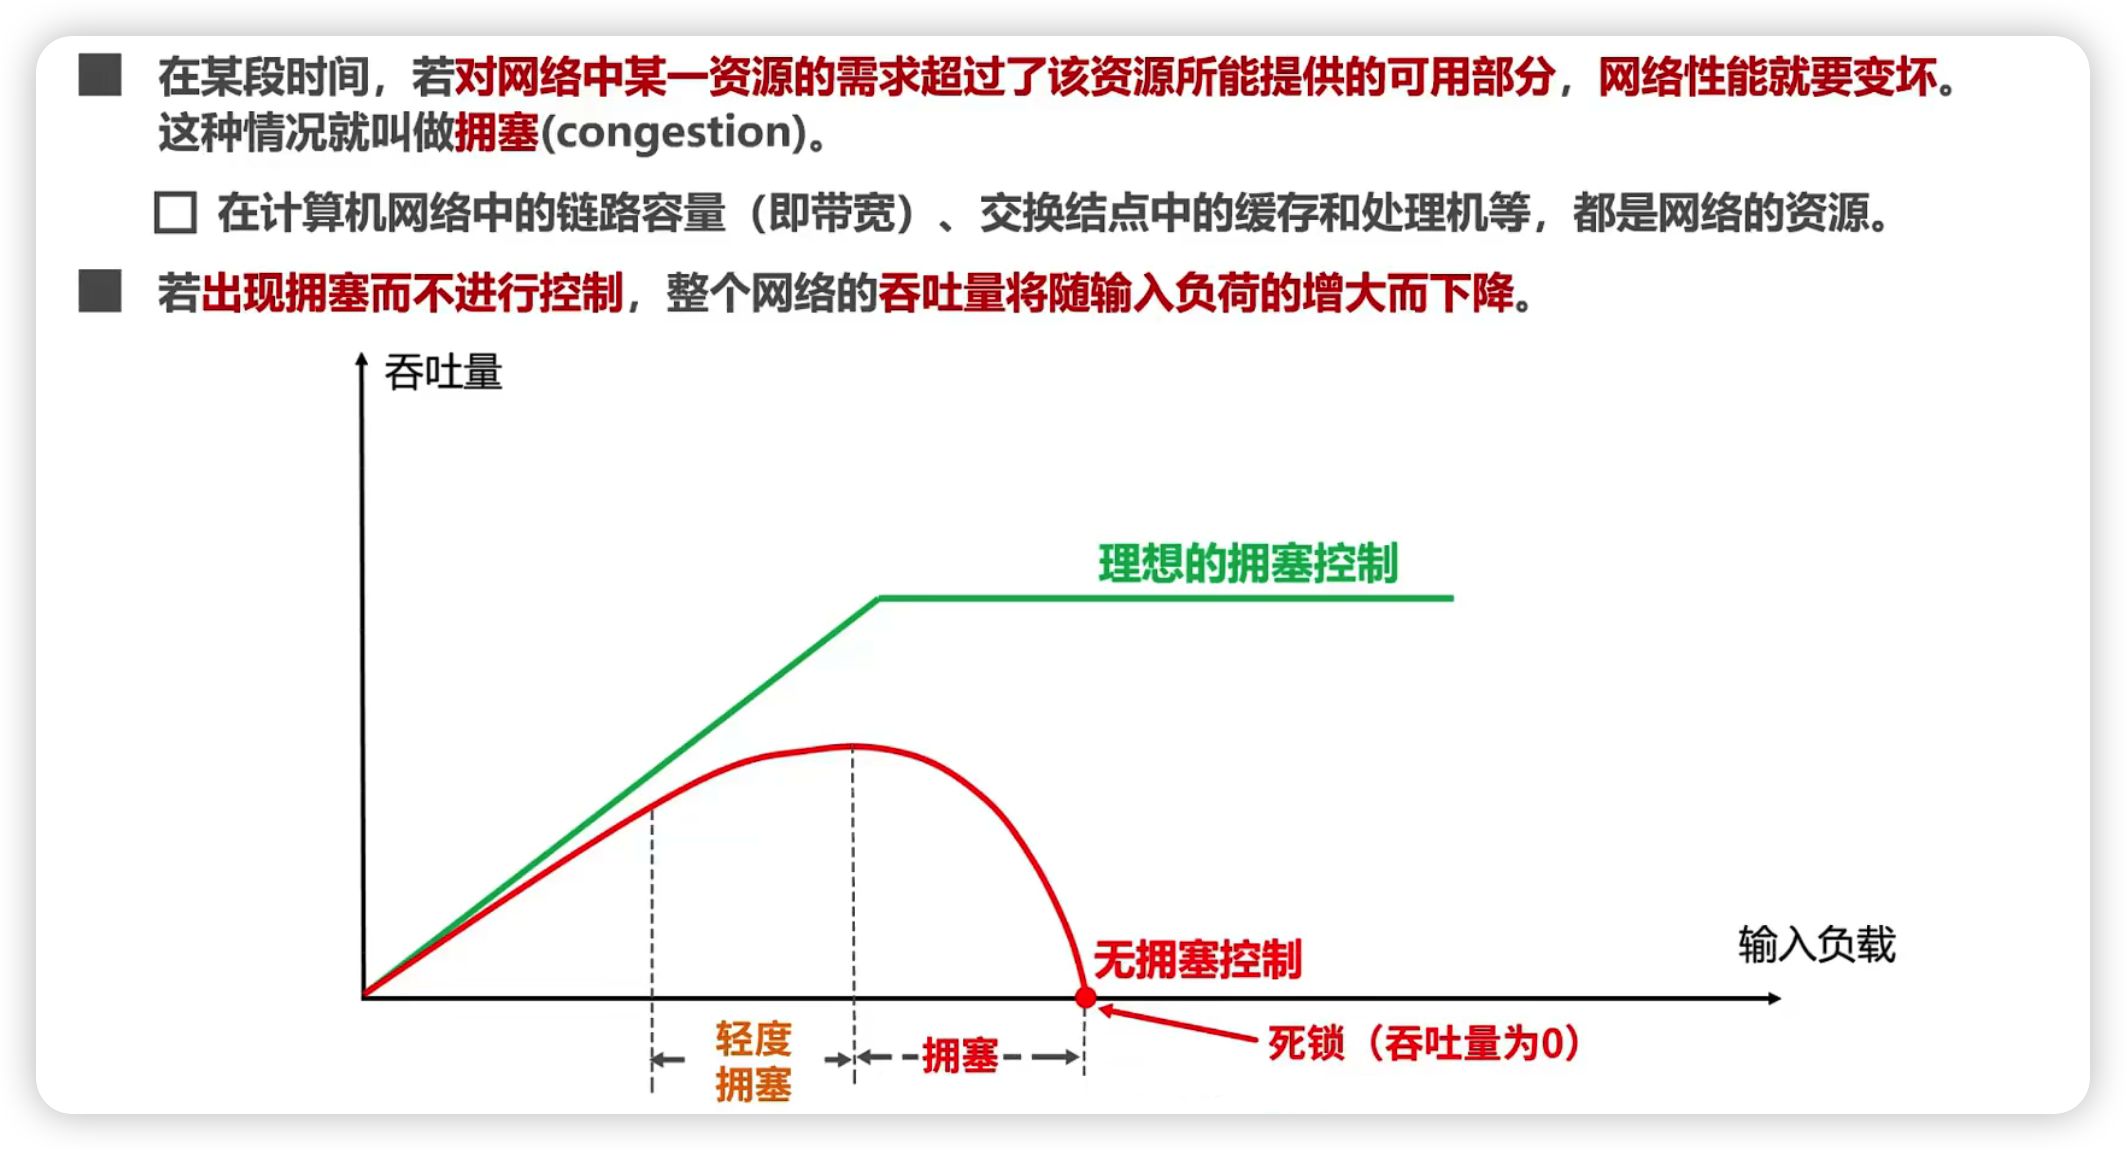 在某段时间，若对网络中某一资源的需求超过了该资源所能提供的可用部分，网络性能就要变坏。
这种情况就叫做拥塞(congestion)。
在计算机网络中的链路容量（即带宽）、交换结点中的缓存和处理机等，都是网络的资源。
若出现拥塞而不进行控制，整个网络的吞吐量将随输入负荷的增大而下降。
吞吐量
理想的拥塞控制
无拥塞控制
输入负载
死锁（吞吐量为0）
轻度
拥塞
拥塞